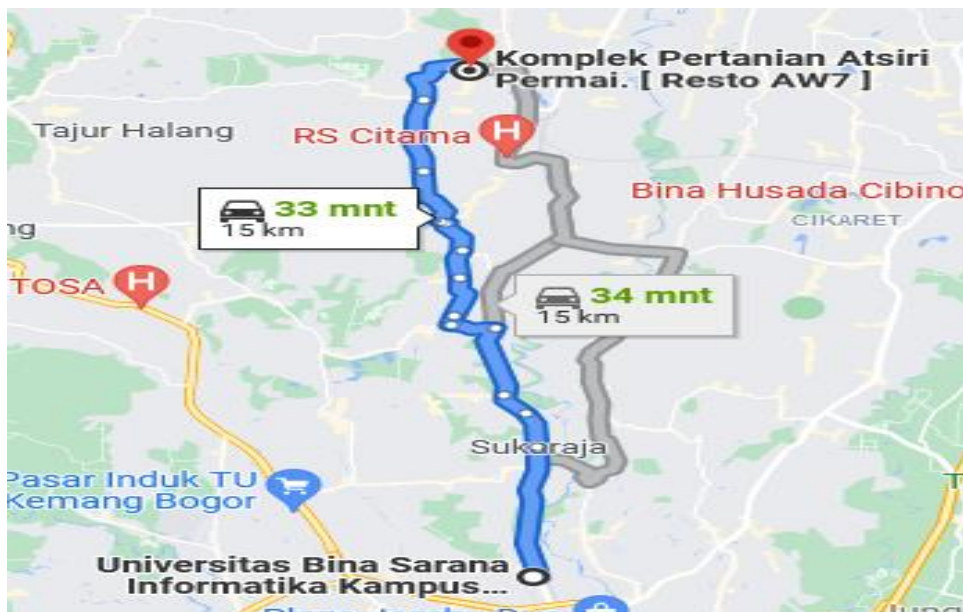 Komplek Pertanian Atsiri
Permai. [ Resto AW7 ]
Tajur Halang
RS Citama
H
Bina Husada Cibino
CIKARET
33 mnt
15 km
ng
TOSA
H
34 mnt
15 km
Sukaraja
Pasar Induk TU
Kemang Bogor
T
Universitas Bina Sarana
Informatika Kampus...